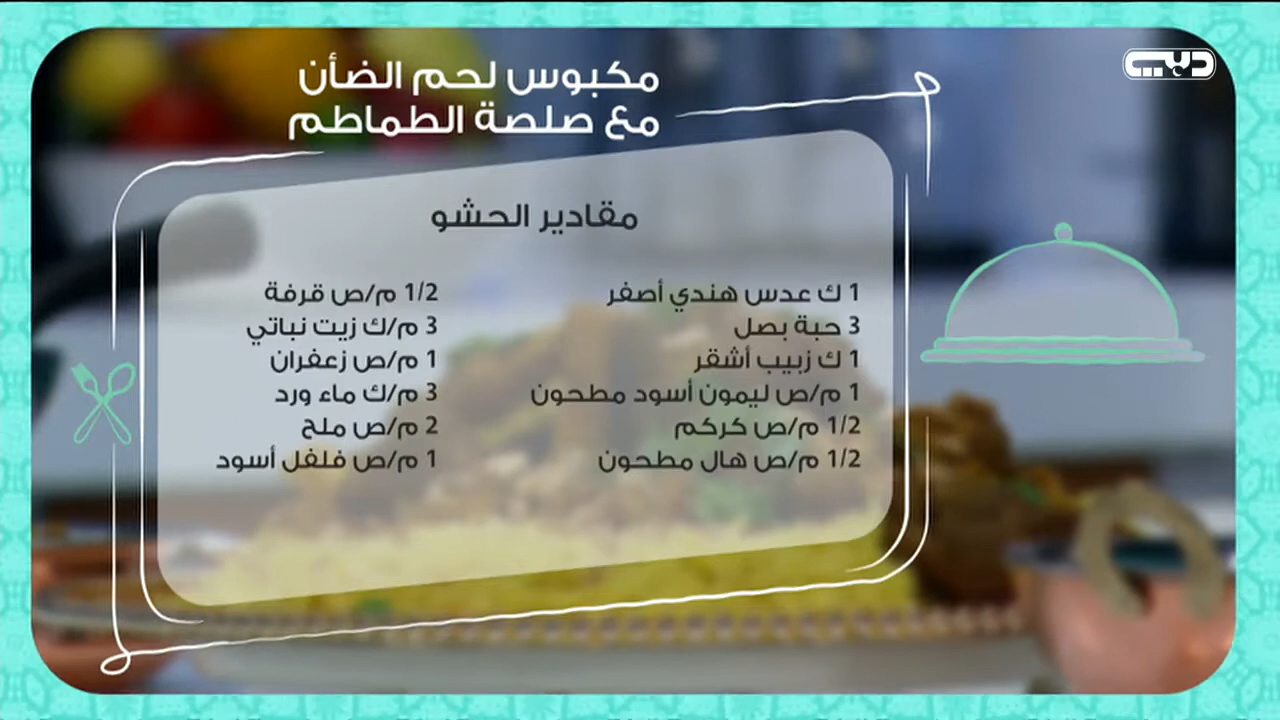 دبي
مكبوس لحم الضأن
مع صلصة الطماطم
مقادير الحشو
1 ك عدس هندي أصفر
3 حبة بصل
1 ك زبيب أشقر
1 م/ص ليمون أسود مطحون
1/2 م/ص كركم
1/2 م/ص هال مطحون
1/2 م/ص قرفة
3 م/ك زيت نباتي
1 م/ص زعفران
3 م/ك ماء ورد
2 م/ص ملح
1 م/ص فلفل أسود